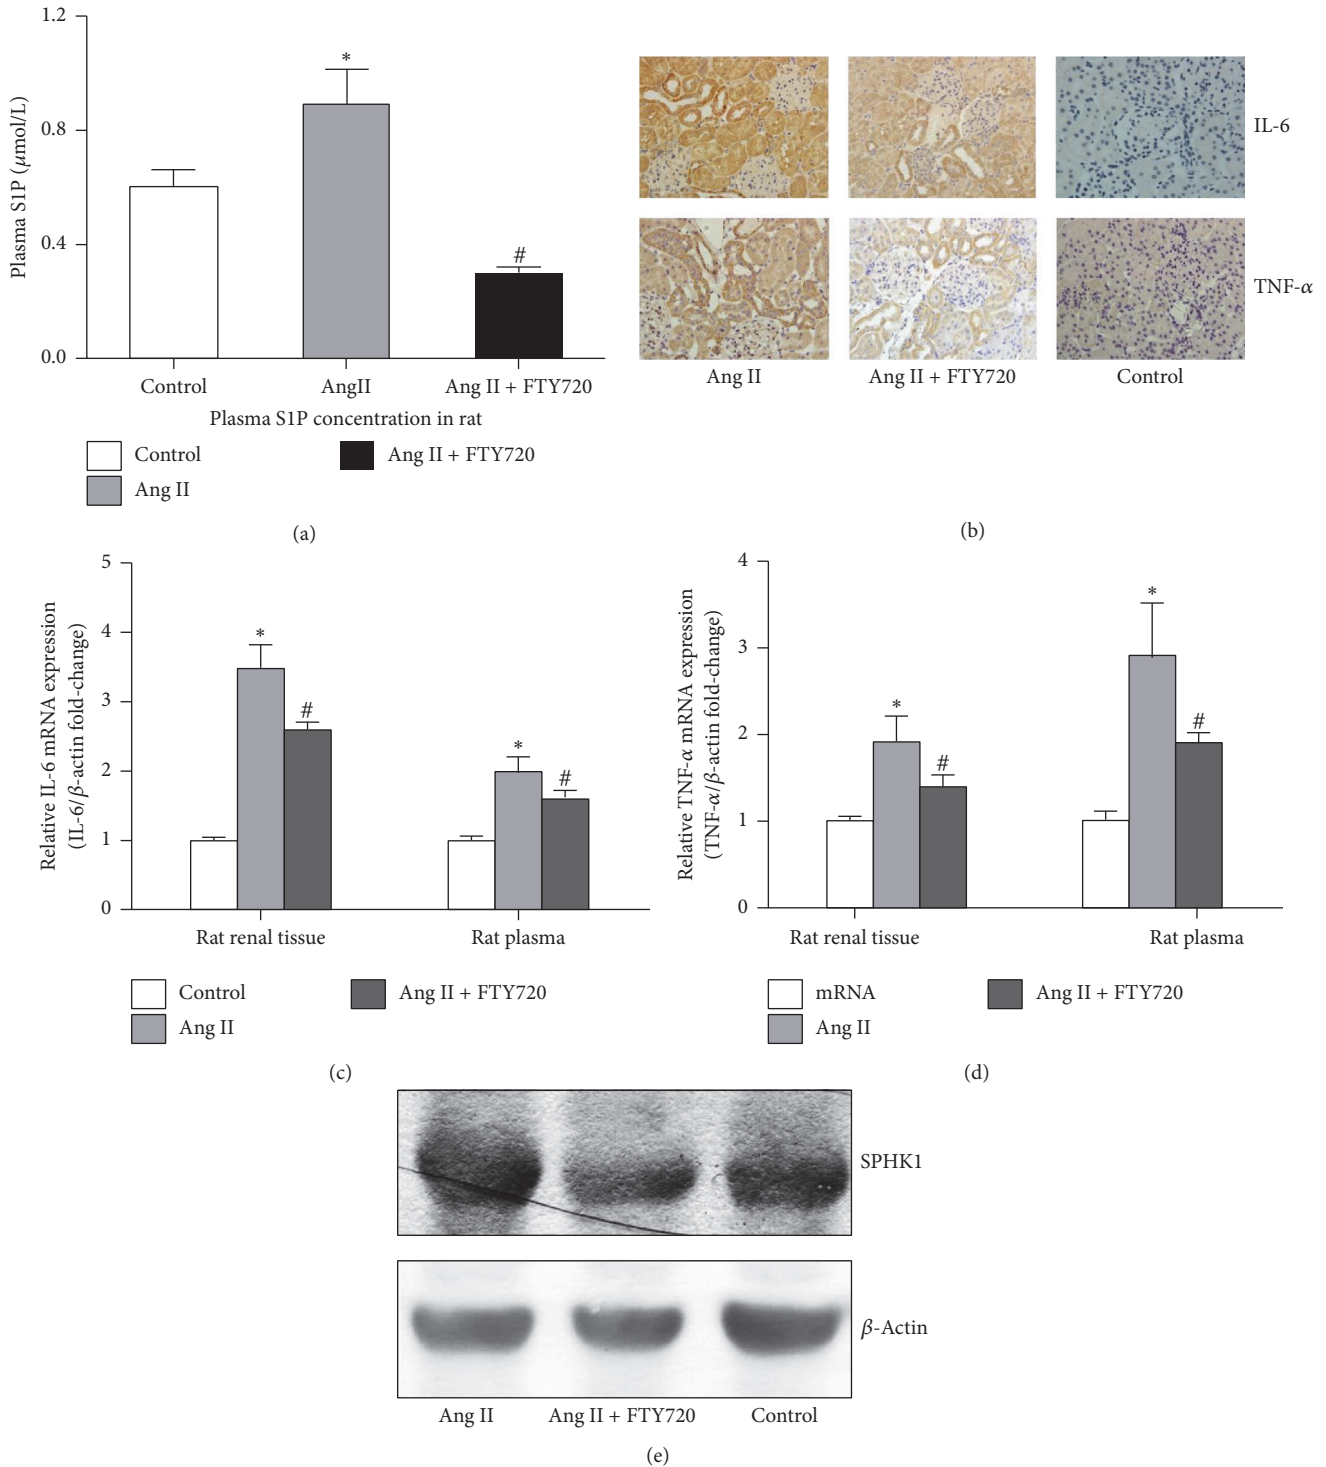 1.2
0.8
0.4
0.0
Plasma S1P (μmol/L)
*
#
Control
AngII
Ang II + FTY720
Plasma S1P concentration in rat
Control
Ang II + FTY720
Ang II
(a)
IL-6
TNF-α
Ang II
Ang II + FTY720
Control
(b)
5
4
3
2
1
0
Relative IL-6 mRNA expression
(IL-6/β-actin fold-change)
*
#
*
#
Rat renal tissue
Rat plasma
Control
Ang II + FTY720
Ang II
(c)
4
3
2
1
0
Relative TNF-α mRNA expression
(TNF-α/β-actin fold-change)
*
#
*
#
Rat renal tissue
Rat plasma
mRNA
Ang II + FTY720
Ang II
(d)
SPHK1
β-Actin
Ang II
Ang II + FTY720
Control
(e)